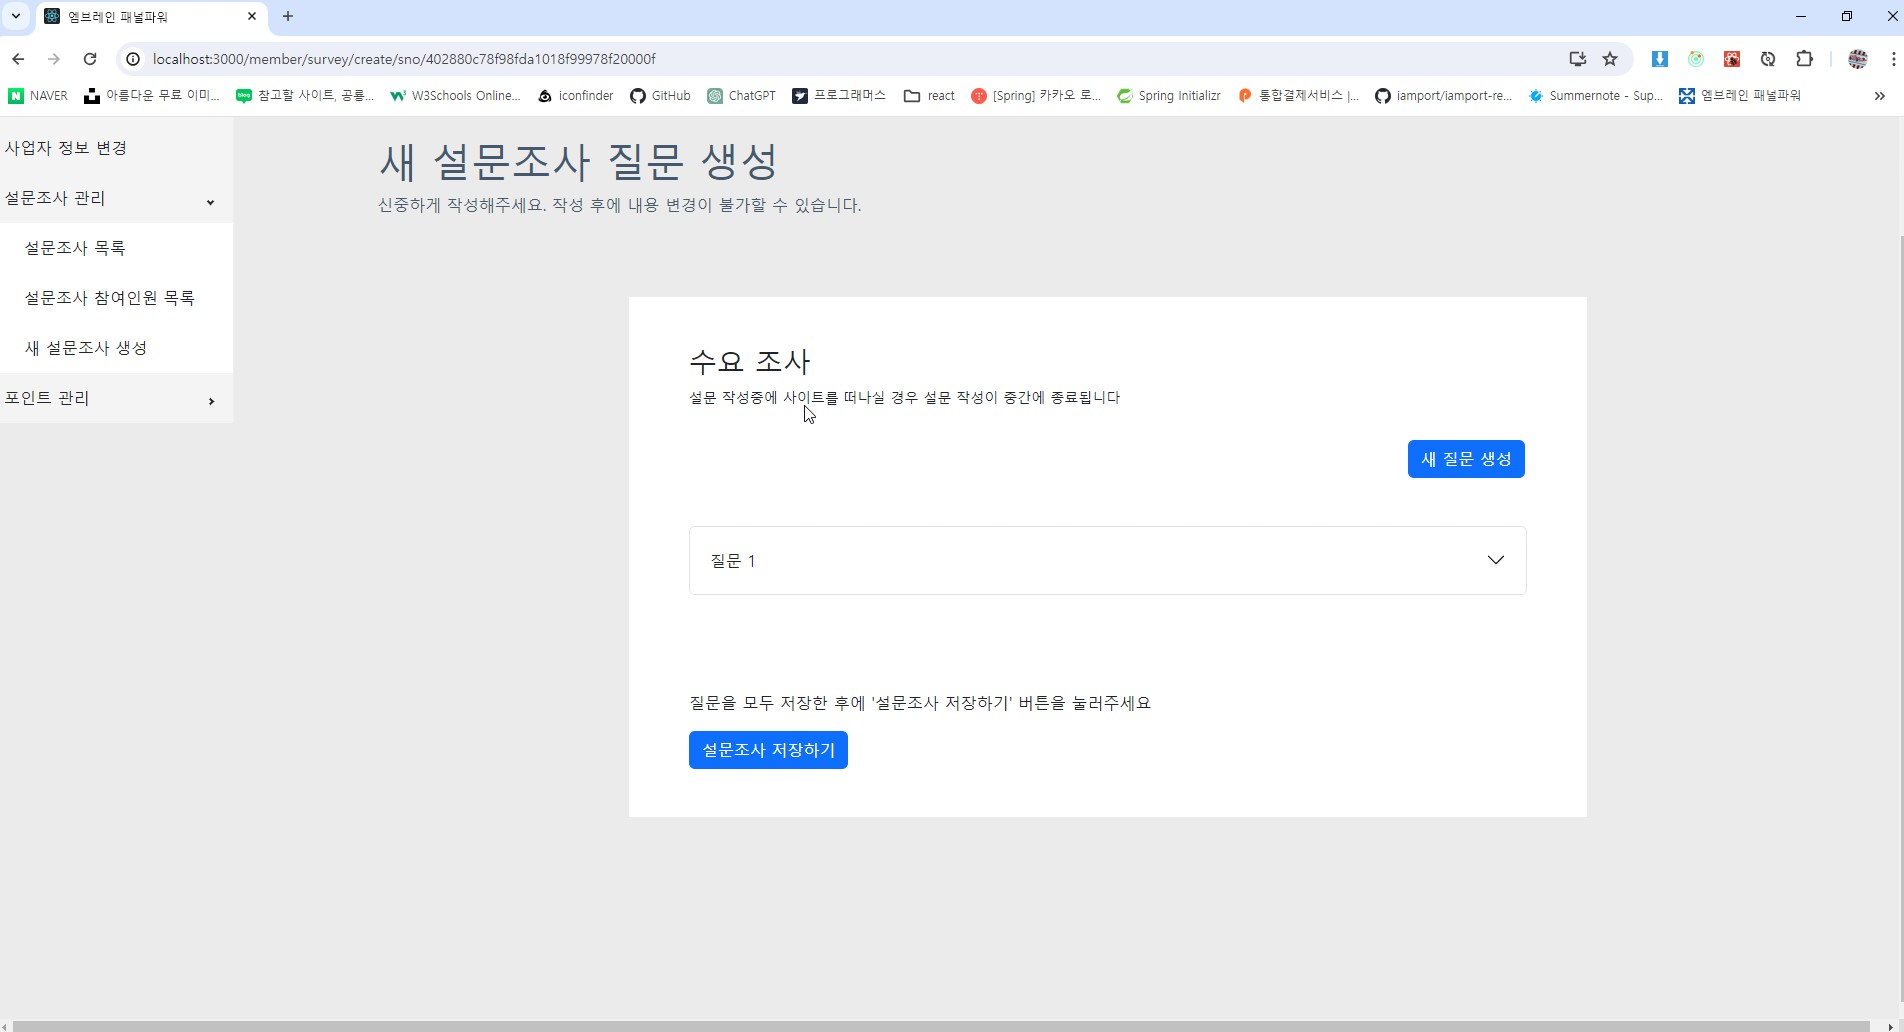 엠브레인 패널파워
localhost:3000/member/survey/create/sno/402880c78f98fda1018f99978f20000f
NAVER
아름다운 무료 이미...
blog
참고할 사이트, 공룡...
W3Schools Online...
iconfinder
GitHub
ChatGPT
프로그래머스
react
[Spring] 카카오 로...
Spring Initializr
통합결제서비스 |...
iamport/iamport-re...
Summernote - Sup...
엠브레인 패널파워
사업자 정보 변경
설문조사 관리
설문조사 목록
설문조사 참여인원 목록
새 설문조사 생성
포인트 관리
새 설문조사 질문 생성
신중하게 작성해주세요. 작성 후에 내용 변경이 불가할 수 있습니다.
수요 조사
설문 작성중에 사이트를 떠나실 경우 설문 작성이 중간에 종료됩니다
새 질문 생성
질문 1
질문을 모두 저장한 후에 '설문조사 저장하기' 버튼을 눌러주세요
설문조사 저장하기